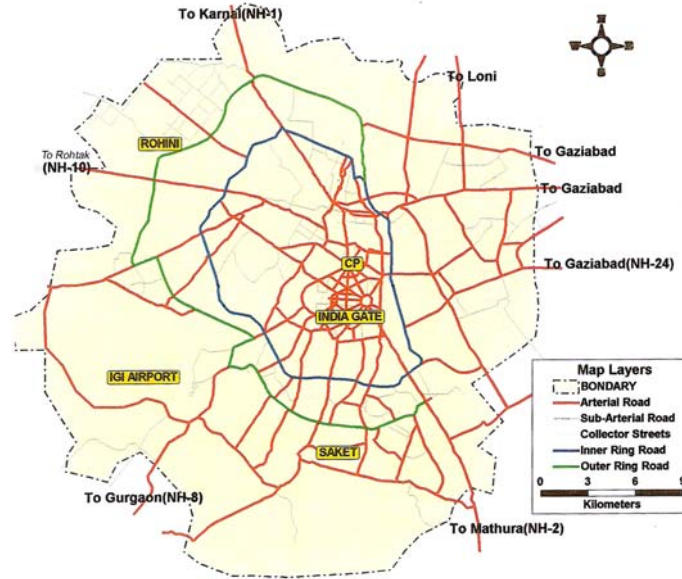 To Karnal(NH-1)
N
W
E
S
To Loni
ROHINI
To Rohtak
(NH-10)
To Gaziabad
To Gaziabad
CP
To Gaziabad(NH-24)
INDIA GATE
IGI AIRPORT
Map Layers
BONDARY
Arterial Road
Sub-Arterial Road
Collector Streets
Inner Ring Road
Outer Ring Road
0 3 6 9
Kilometers
SAKET
To Gurgaon(NH-8)
To Mathura(NH-2)